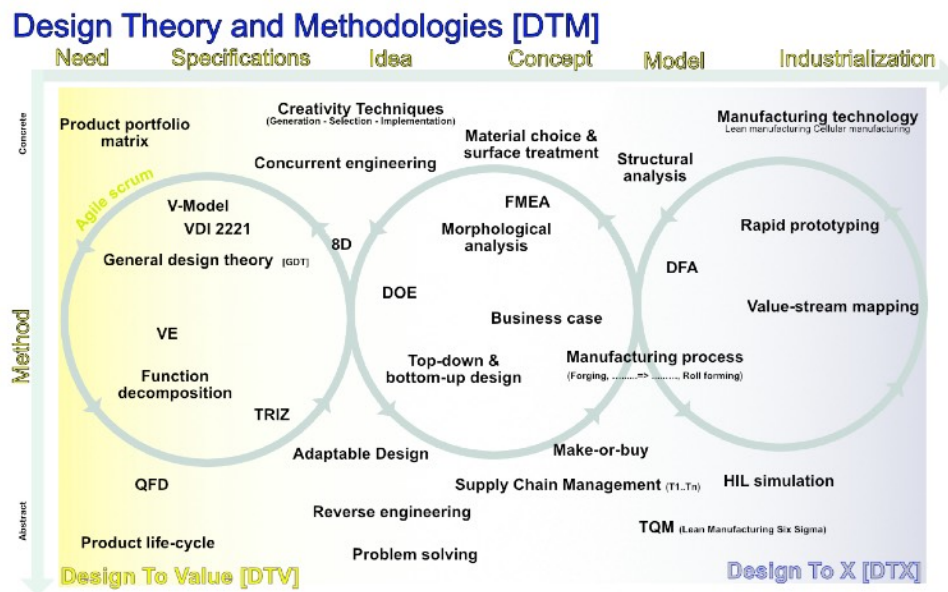 Design Theory and Methodologies [DTM]
Need Specifications Idea Concept Model Industrialization
Concrete
Method
Abstract
Product portfolio
matrix
Creativity Techniques
(Generation - Selection - Implementation)
Concurrent engineering
Material choice &
surface treatment
Structural
analysis
Manufacturing technology
Lean manufacturing Cellular manufacturing
Agile scrum
V-Model
VDI 2221
General design theory [GDT]
8D
FMEA
Morphological
analysis
DFA
Rapid prototyping
DOE
Business case
Value-stream mapping
VE
Function
decomposition
TRIZ
Top-down &
bottom-up design
Manufacturing process
(Forging, .........=> ........., Roll forming)
Adaptable Design
Make-or-buy
QFD
Supply Chain Management (T1..Tn)
HIL simulation
Reverse engineering
TQM (Lean Manufacturing Six Sigma)
Product life-cycle
Problem solving
Design To Value [DTV]
Design To X [DTX]